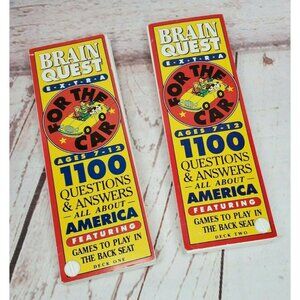 BRAIN
QUEST
E•X•T•R•A
FOR THE
CAR
AGES 7-12
1100
QUESTIONS
& ANSWERS
ALL ABOUT
AMERICA
FEATURING
GAMES TO PLAY IN
THE BACK SEAT
DECK ONE
BRAIN
QUEST
E•X•T•R•A
FOR THE
CAR
AGES 7-12
1100
QUESTIONS
& ANSWERS
ALL ABOUT
AMERICA
FEATURING
GAMES TO PLAY IN
THE BACK SEAT
DECK TWO